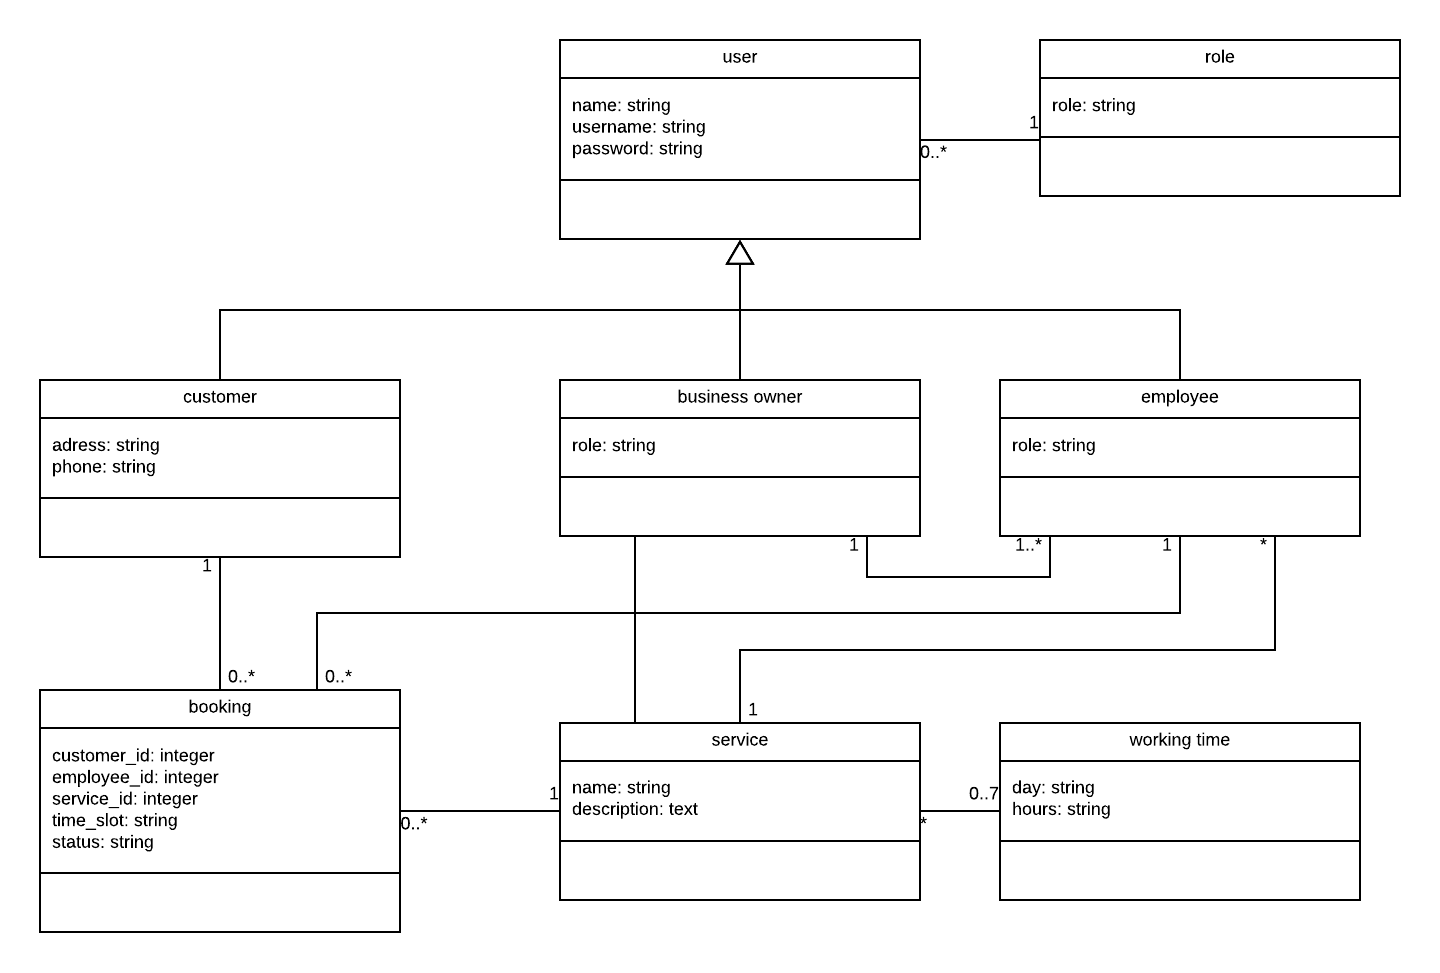 user
name: string
username: string
password: string
role
role: string
1
0..*
customer
adress: string
phone: string
business owner
role: string
employee
role: string
1
1
1..*
1
*
0..*
0..*
1
booking
customer_id: integer
employee_id: integer
service_id: integer
time_slot: string
status: string
1
0..*
service
name: string
description: text
0..7
*
working time
day: string
hours: string